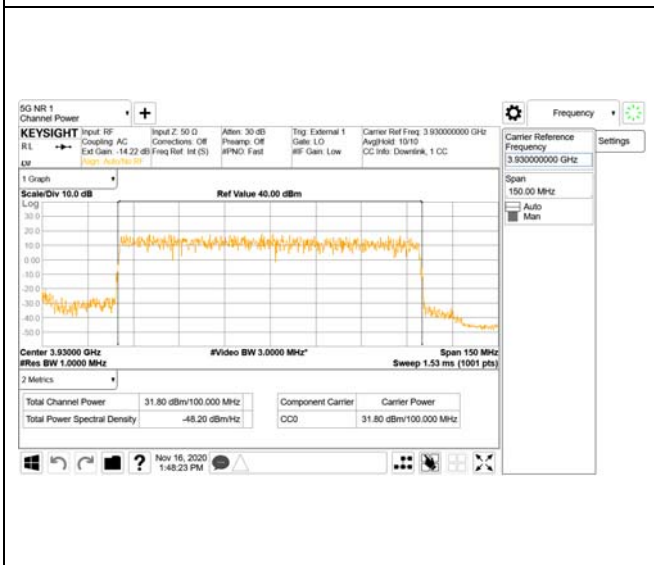 5G NR 1
Channel Power
Frequency
KEYSIGHT
RL
Input: RF
Coupling: AC
Ext Gain: -14.22 dB
Align: Auto/No RF
Input Z: 50 Ω
Corrections: Off
Freq Ref: Int (S)
Atten: 30 dB
Preamp: Off
#PNO: Fast
Trig: External 1
Gate: LO
#IF Gain: Low
Carrier Ref Freq: 3.930000000 GHz
Avg|Hold: 10/10
CC Info: Downlink, 1 CC
Carrier Reference
Frequency
3.930000000 GHz
Settings
Span
150.00 MHz
Auto
Man
1 Graph
Scale/Div 10.0 dB
Ref Value 40.00 dBm
Log
30.0
20.0
10.0
0.00
-10.0
-20.0
-30.0
-40.0
-50.0
Center 3.93000 GHz
#Video BW 3.0000 MHz*
Span 150 MHz
#Res BW 1.0000 MHz
Sweep 1.53 ms (1001 pts)
2 Metrics
Total Channel Power 31.80 dBm/100.000 MHz
Total Power Spectral Density -48.20 dBm/Hz
Component Carrier Carrier Power
CC0 31.80 dBm/100.000 MHz
?
Nov 16, 2020
1:48:23 PM